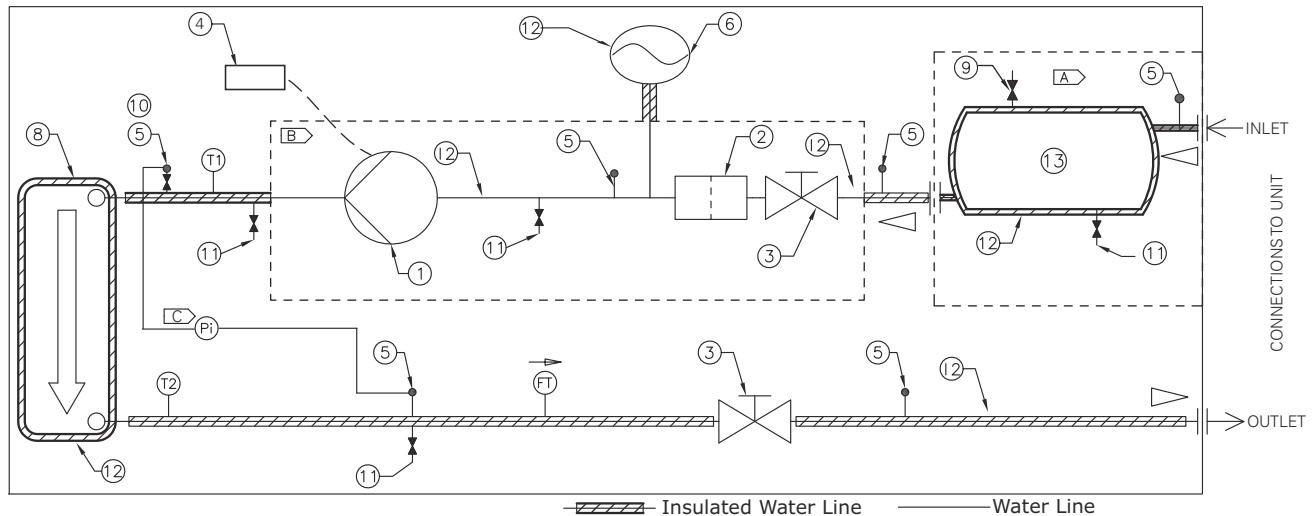 4
12
6
9
A
5
10
5
8
T1
B
12
5
2
12
5
13
INLET
11
1
11
3
12
11
C
Pi
5
5
12
CONNECTIONS TO UNIT
T2
FT
3
12
11
OUTLET
Insulated Water Line
Water Line